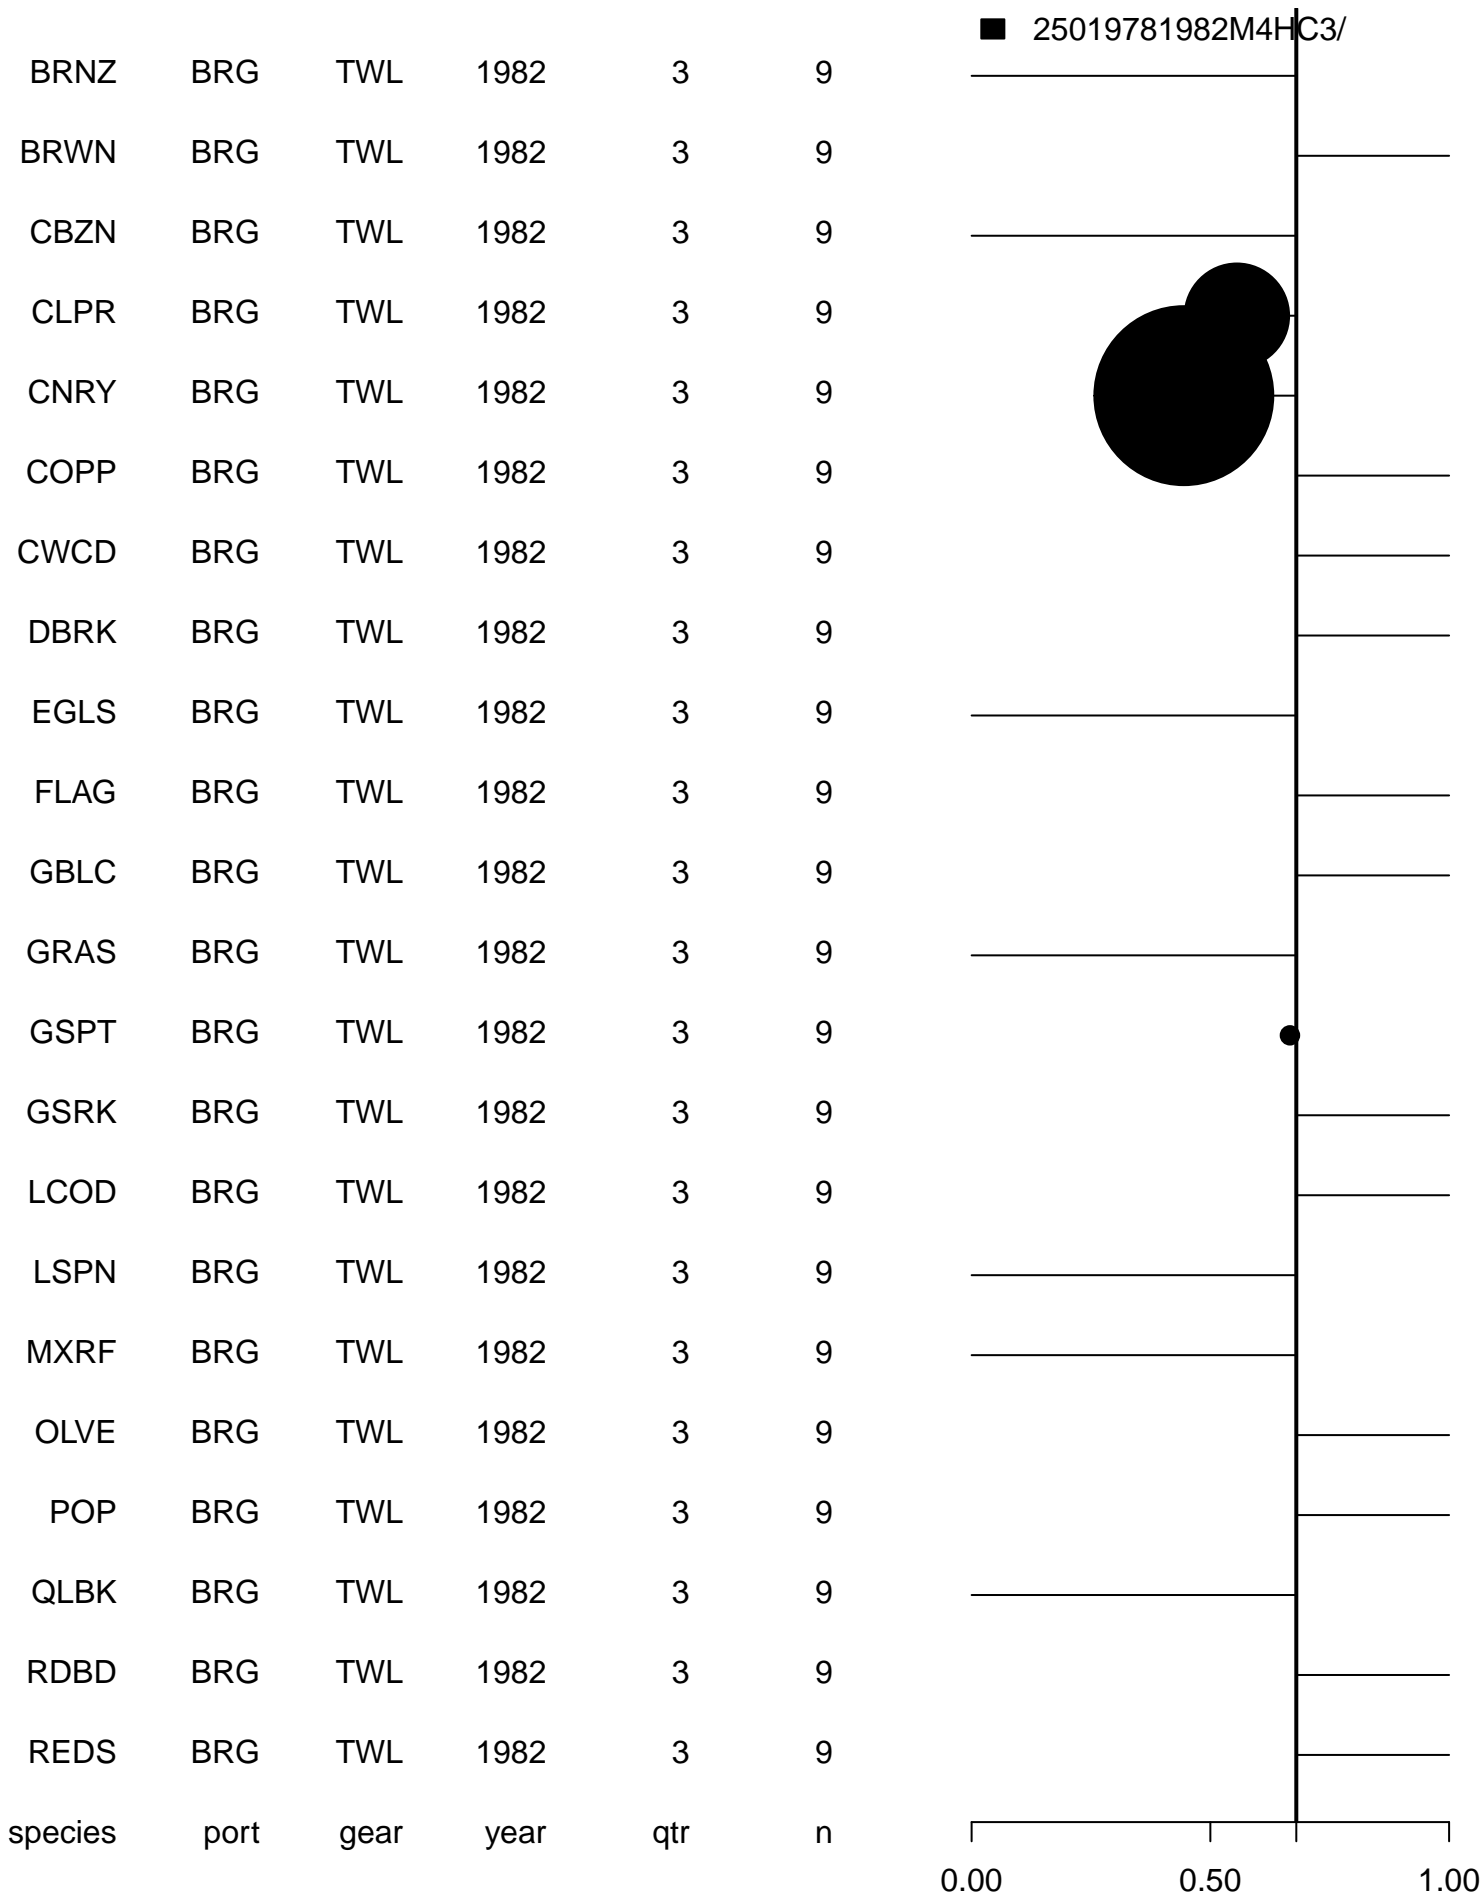 25019781982M4HC3/
BRNZ BRG TWL 1982 3 9
BRWN BRG TWL 1982 3 9
CBZN BRG TWL 1982 3 9
CLPR BRG TWL 1982 3 9
CNRY BRG TWL 1982 3 9
COPP BRG TWL 1982 3 9
CWCD BRG TWL 1982 3 9
DBRK BRG TWL 1982 3 9
EGLS BRG TWL 1982 3 9
FLAG BRG TWL 1982 3 9
GBLC BRG TWL 1982 3 9
GRAS BRG TWL 1982 3 9
GSPT BRG TWL 1982 3 9
GSRK BRG TWL 1982 3 9
LCOD BRG TWL 1982 3 9
LSPN BRG TWL 1982 3 9
MXRF BRG TWL 1982 3 9
OLVE BRG TWL 1982 3 9
POP BRG TWL 1982 3 9
QLBK BRG TWL 1982 3 9
RDBD BRG TWL 1982 3 9
REDS BRG TWL 1982 3 9
species port gear year qtr n
0.00 0.50 1.00